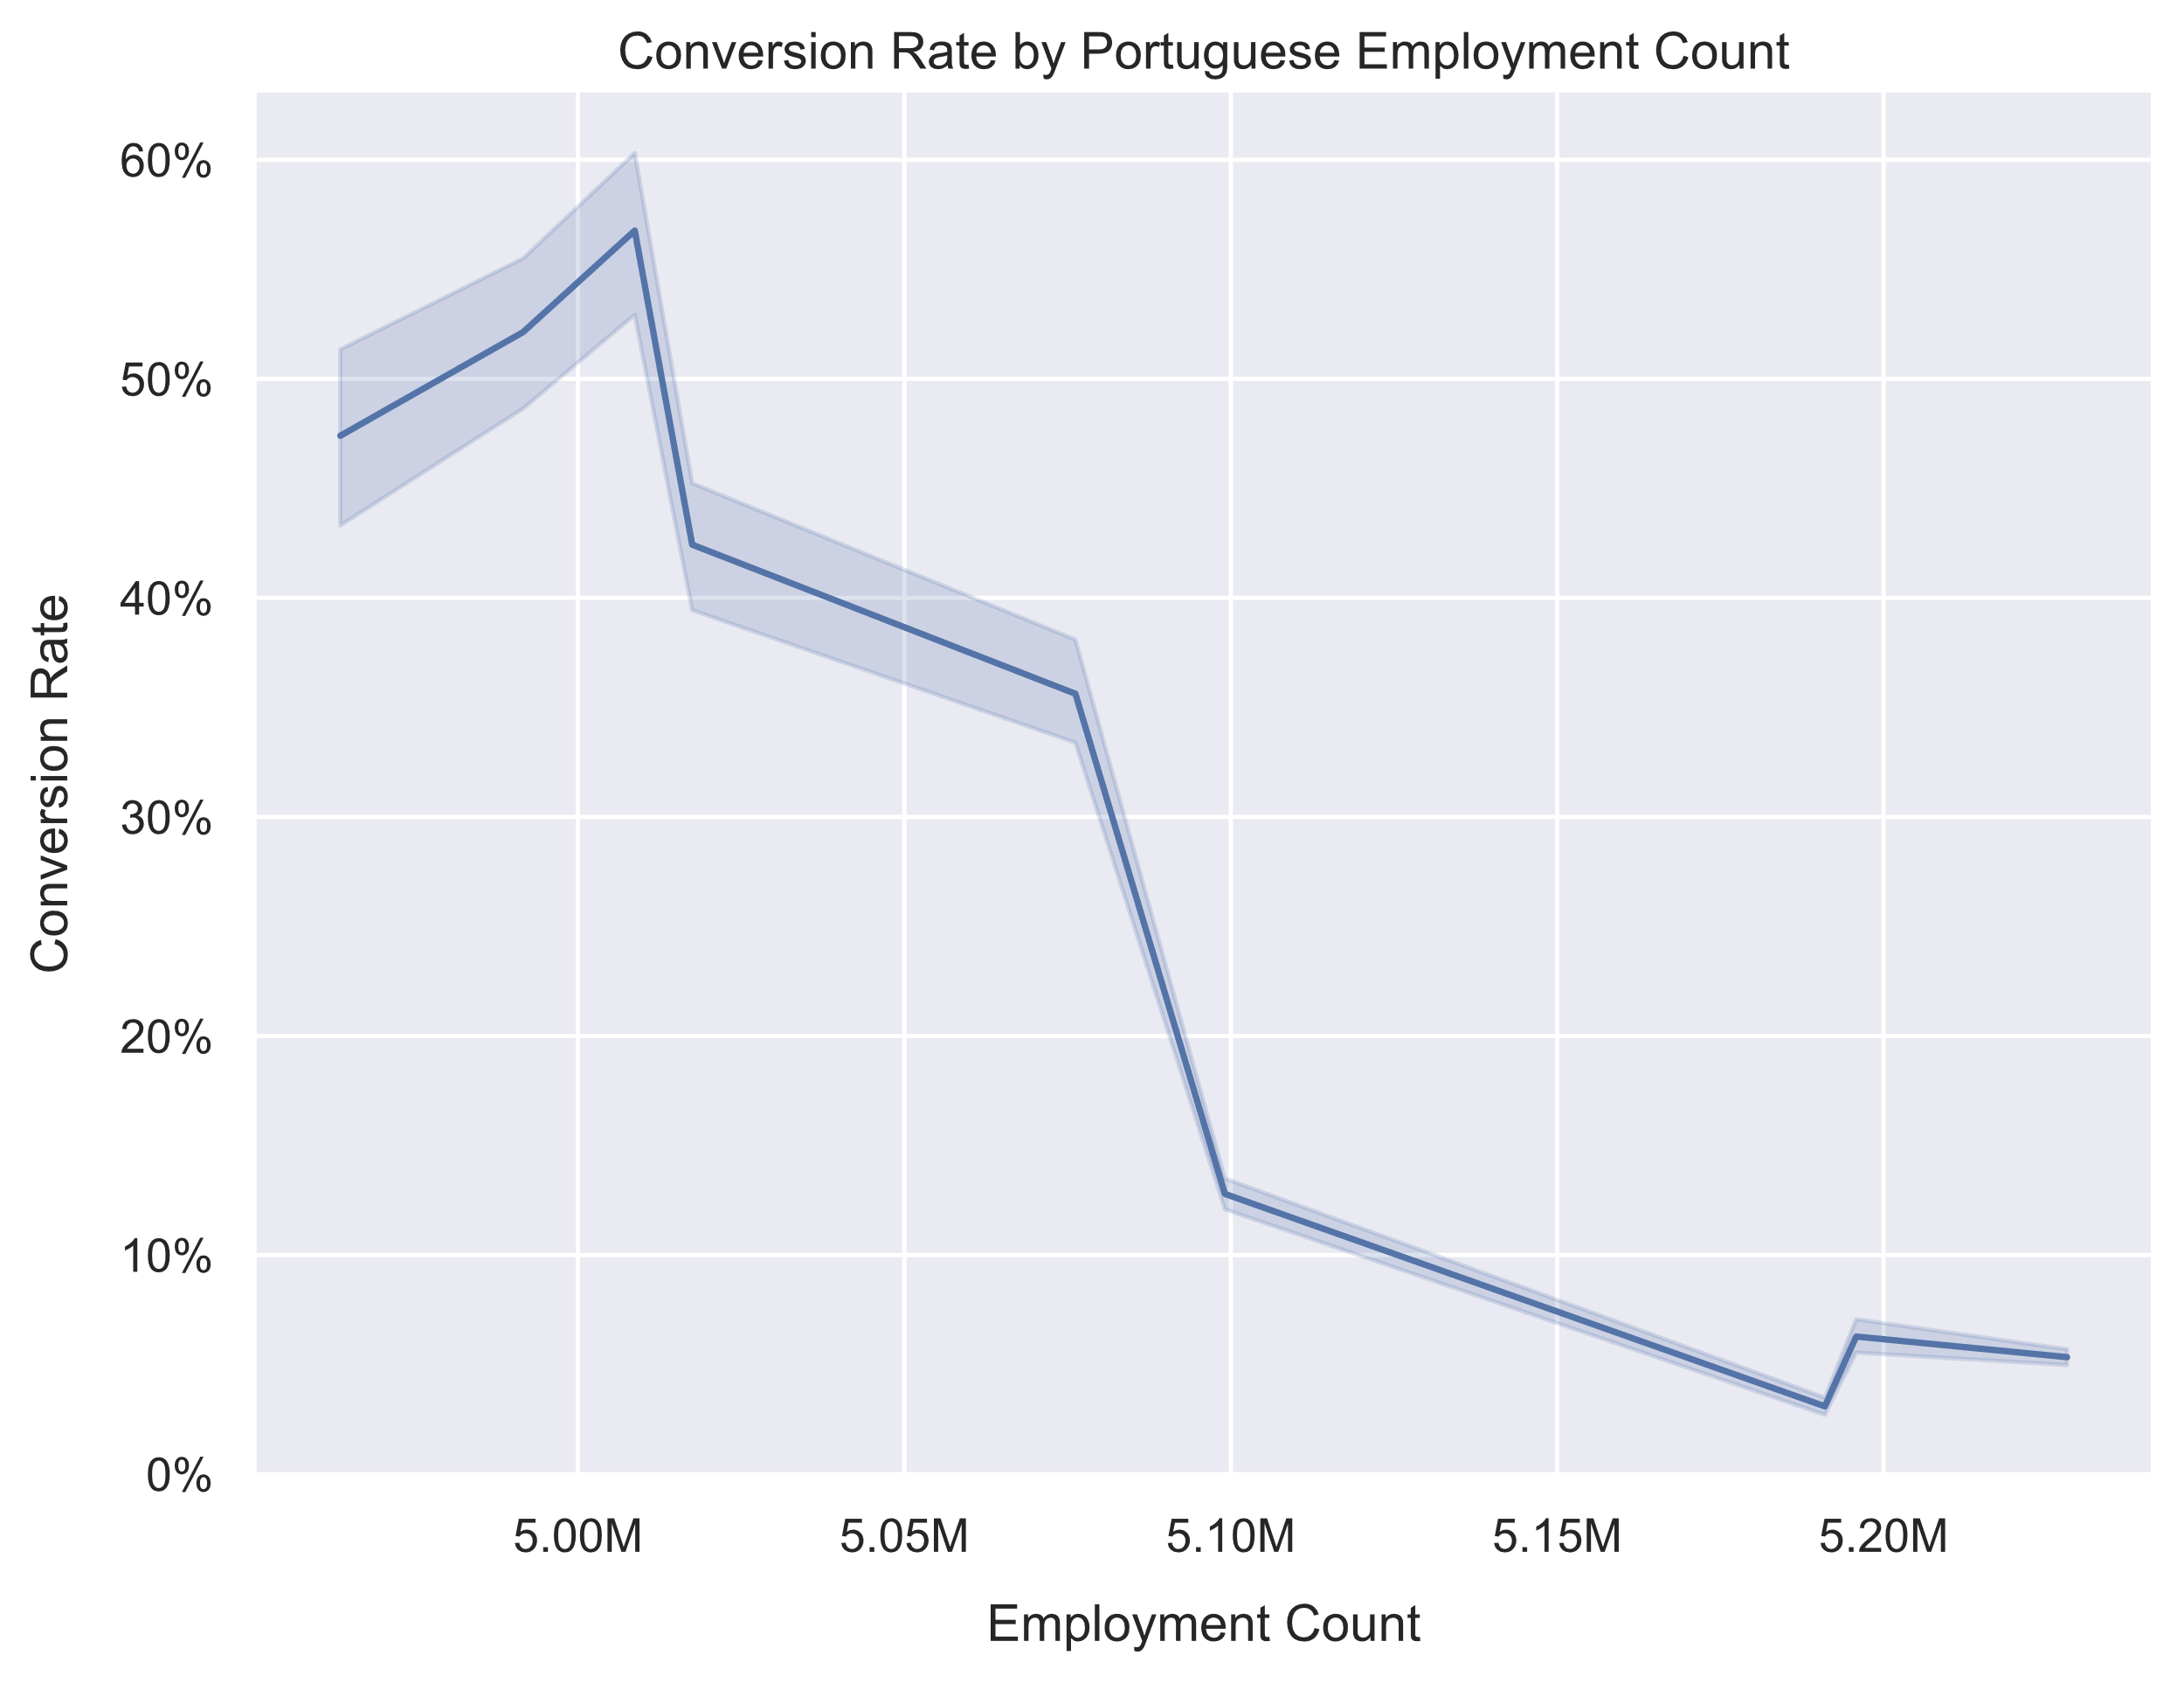 Conversion Rate by Portuguese Employment Count
60%
50%
40%
30%
20%
10%
0%
Conversion Rate
5.00M 5.05M 5.10M 5.15M 5.20M
Employment Count